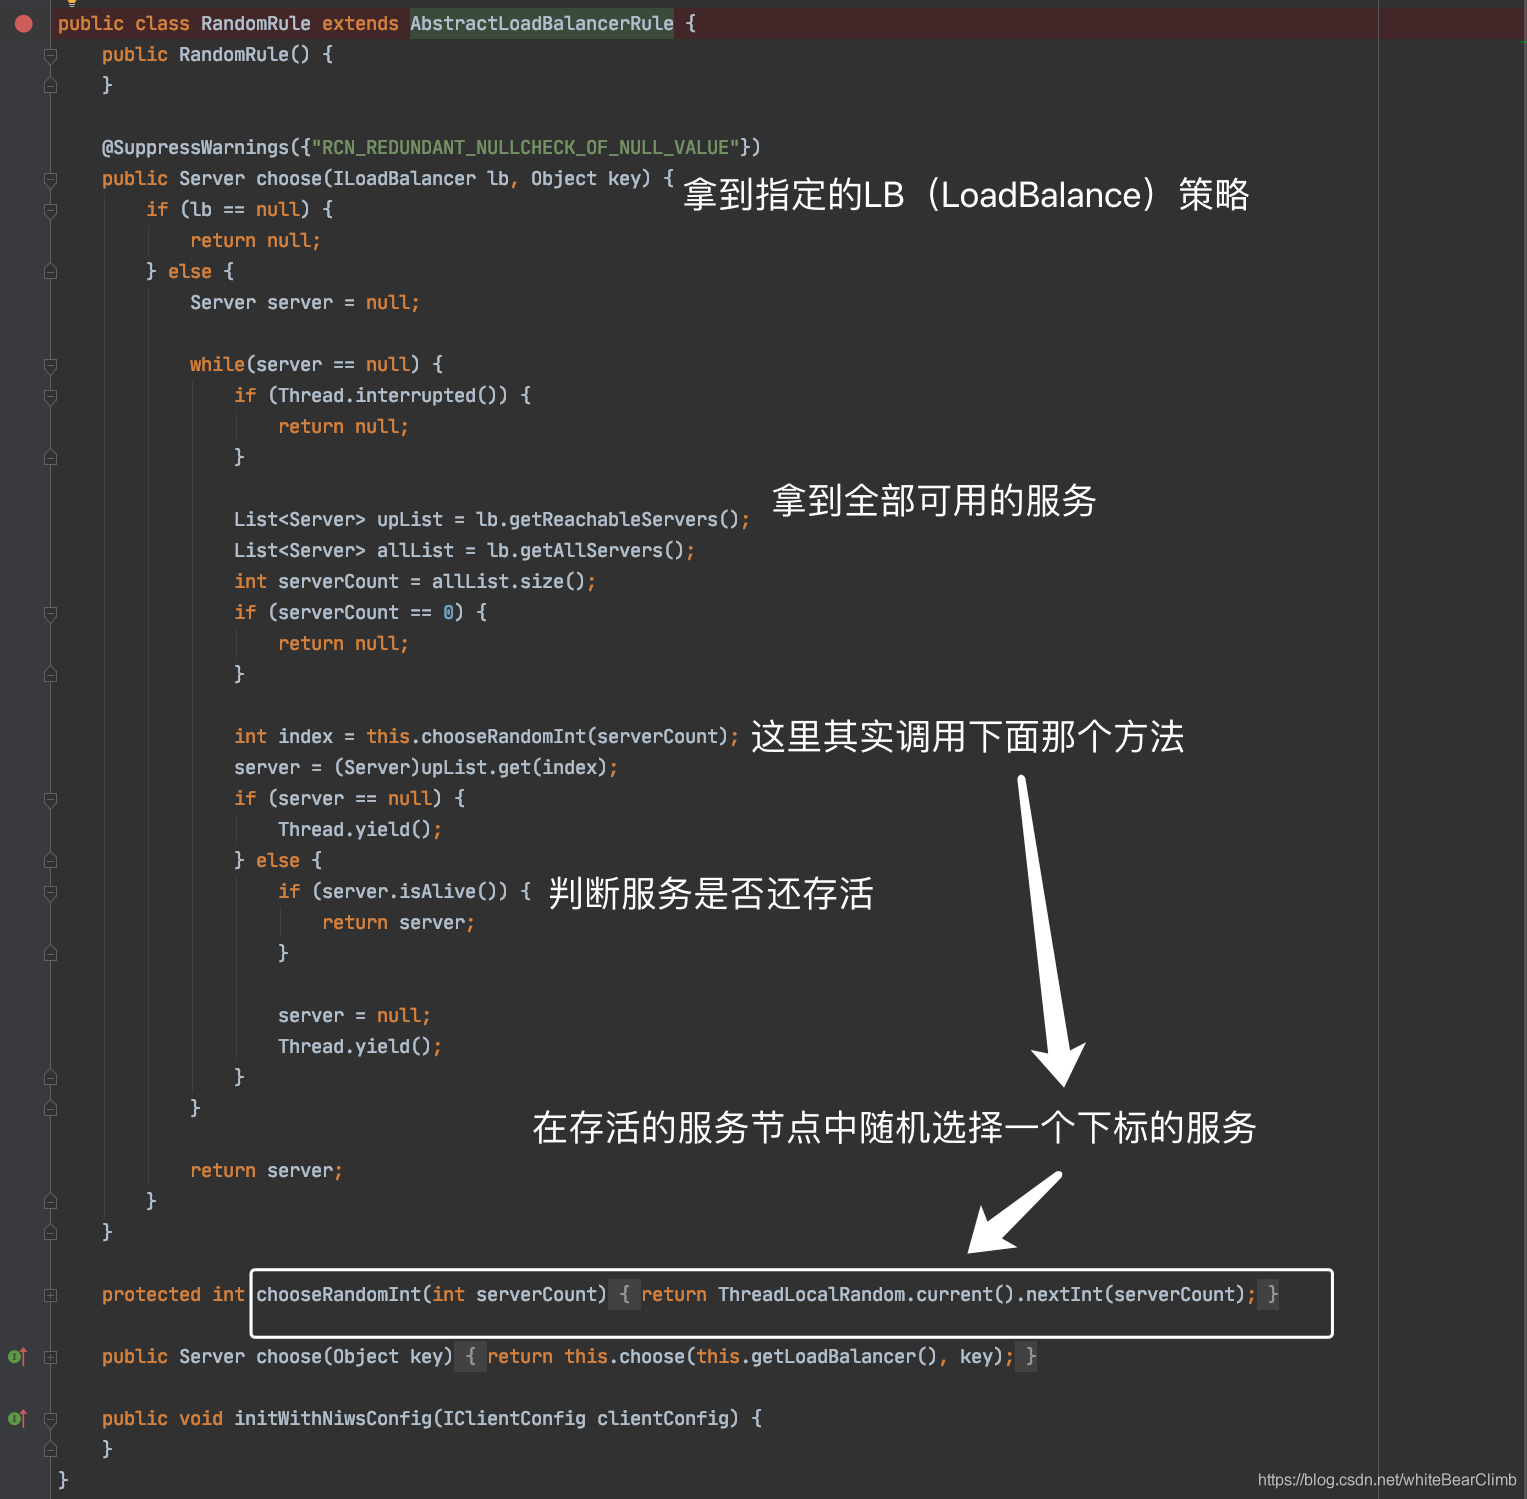 public class RandomRule extends AbstractLoadBalancerRule {
public RandomRule() {
}
@SuppressWarnings({"RCN_REDUNDANT_NULLCHECK_OF_NULL_VALUE"})
public Server choose(ILoadBalancer lb, Object key) {
拿到指定的LB（LoadBalance）策略
if (lb == null) {
return null;
} else {
Server server = null;
while(server == null) {
if (Thread.interrupted()) {
return null;
}
拿到全部可用的服务
List<Server> upList = lb.getReachableServers();
List<Server> allList = lb.getAllServers();
int serverCount = allList.size();
if (serverCount == 0) {
return null;
}
int index = this.chooseRandomInt(serverCount); 这里其实调用下面那个方法
server = (Server)upList.get(index);
if (server == null) {
Thread.yield();
} else {
if (server.isAlive()) { 判断服务是否还存活
return server;
}
server = null;
Thread.yield();
}
}
在存活的服务节点中随机选择一个下标的服务
return server;
}
}
protected int chooseRandomInt(int serverCount) { return ThreadLocalRandom.current().nextInt(serverCount); }
public Server choose(Object key) { return this.choose(this.getLoadBalancer(), key); }
public void initWithNiwsConfig(IClientConfig clientConfig) {
}
}
https://blog.csdn.net/whiteBearClimb